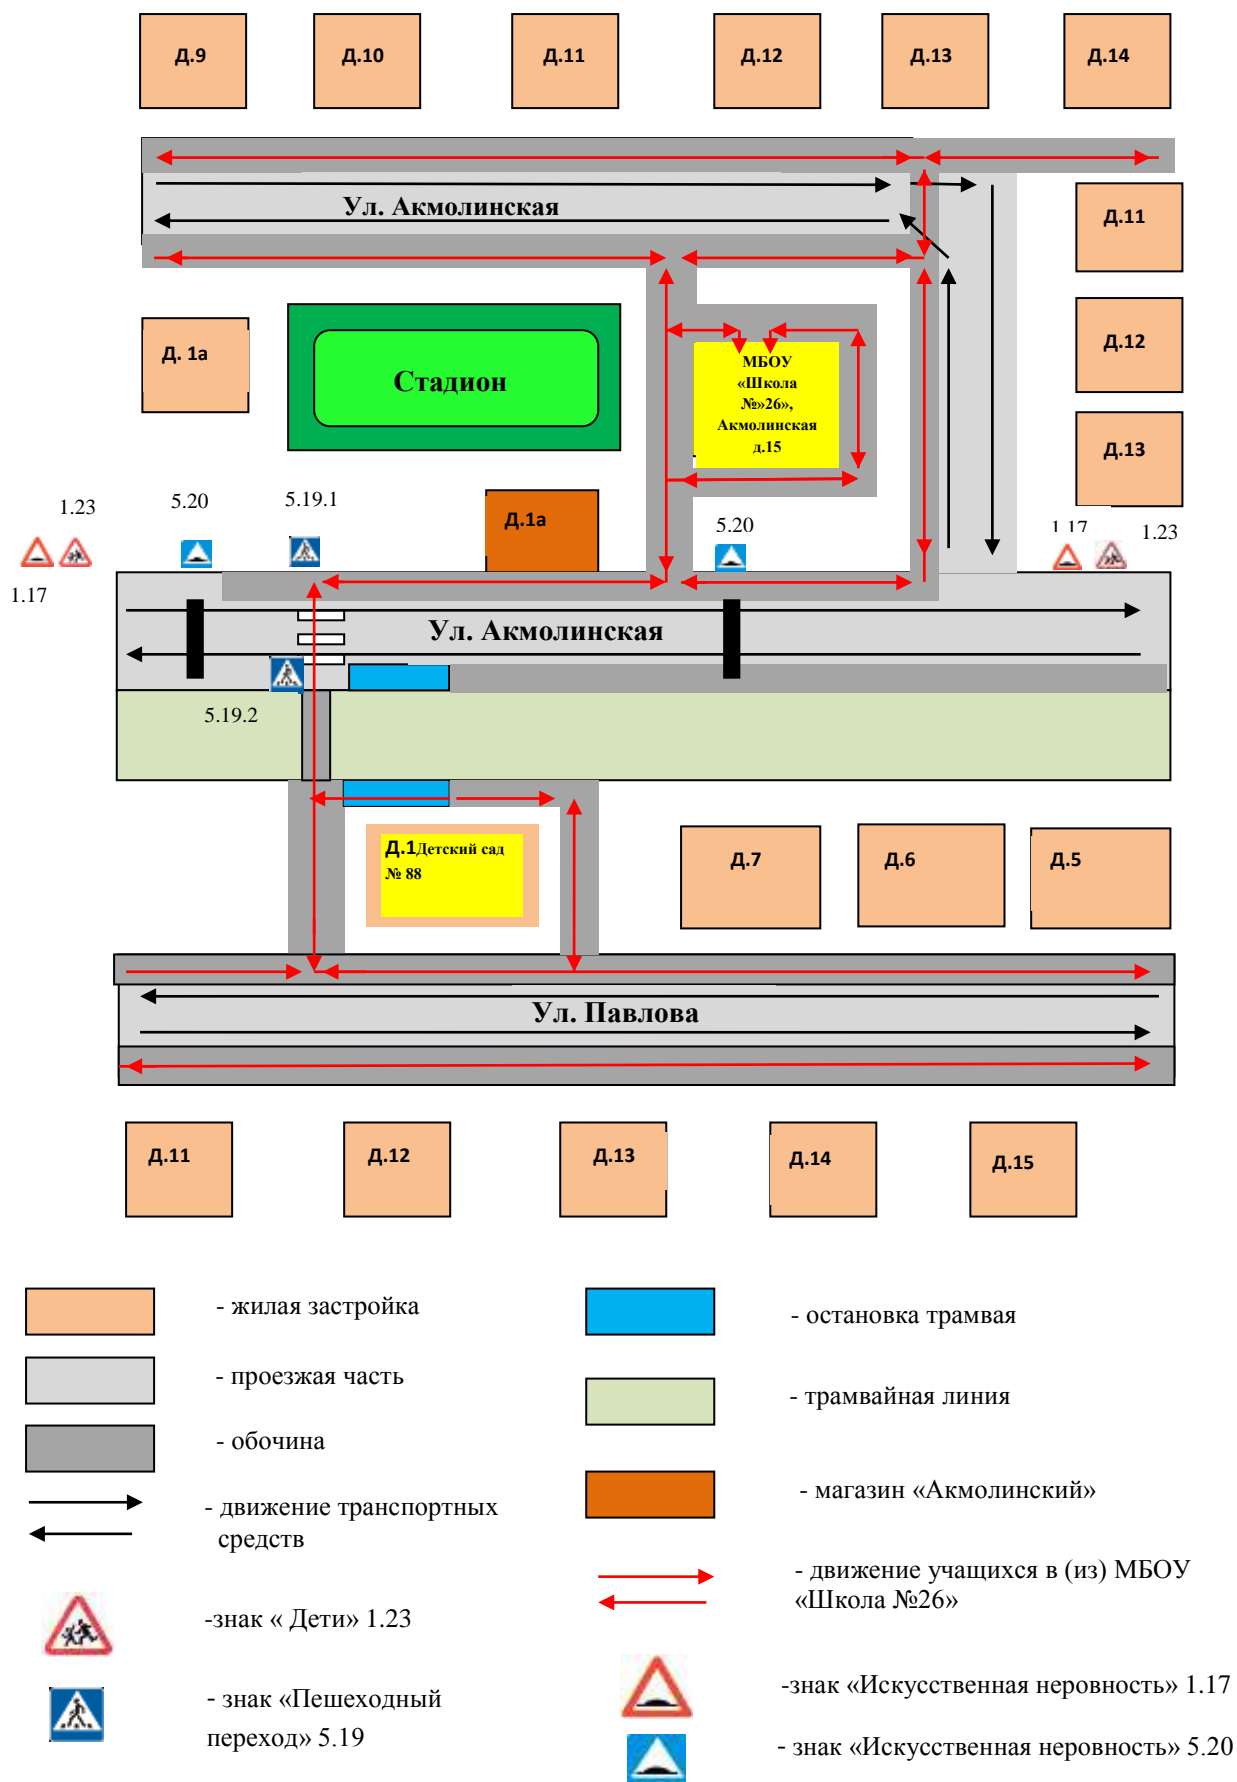 Д.9
Д.10
Д.11
Д.12
Д.13
Д.14
Ул. Акмолинская
Д.11
Д. 1а
Стадион
МБОУ
«Школа
№»26»,
Акмолинская
д.15
Д.12
Д.13
1.23
5.20
5.19.1
Д.1а
5.20
1.17
1.23
1.17
Ул. Акмолинская
5.19.2
Д.1Детский сад
№ 88
Д.7
Д.6
Д.5
Ул. Павлова
Д.11
Д.12
Д.13
Д.14
Д.15
- жилая застройка
- остановка трамвая
- проезжая часть
- трамвайная линия
- обочина
- магазин «Акмолинский»
- движение транспортных
средств
- движение учащихся в (из) МБОУ
«Школа №26»
-знак « Дети» 1.23
-знак «Искусственная неровность» 1.17
- знак «Пешеходный
переход» 5.19
- знак «Искусственная неровность» 5.20